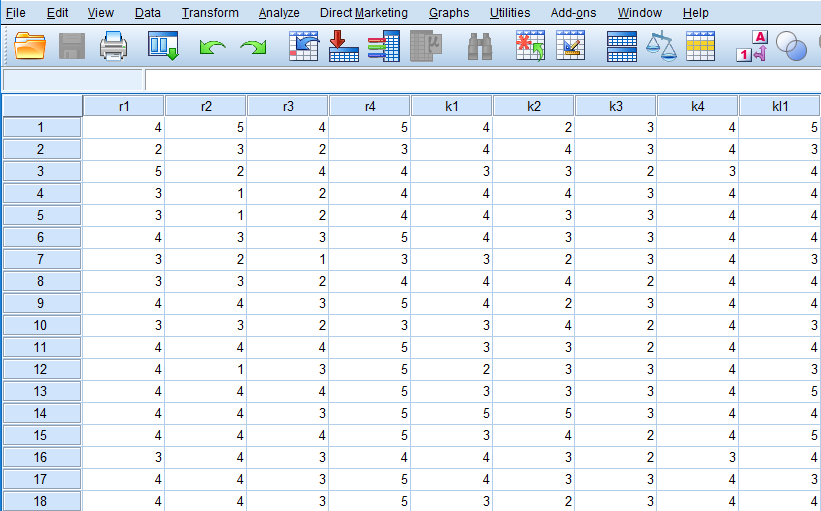 File Edit View Data Transform Analyze Direct Marketing Graphs Utilities Add-ons Window Help
A
1
r1 r2 r3 r4 k1 k2 k3 k4 kl1
1 4 5 4 5 4 2 3 4 5
2 2 3 2 3 4 4 3 4 3
3 5 2 4 4 3 3 2 3 4
4 3 1 2 4 4 4 3 4 4
5 3 1 2 4 4 3 3 4 4
6 4 3 3 5 4 3 3 4 4
7 3 2 1 3 3 2 3 4 3
8 3 3 2 4 4 4 2 4 4
9 4 4 3 5 4 2 3 4 4
10 3 3 2 3 3 4 2 4 3
11 4 4 4 5 3 3 2 4 4
12 4 1 3 5 2 3 3 4 3
13 4 4 4 5 3 3 3 4 5
14 4 4 3 5 5 5 3 4 4
15 4 4 4 5 3 4 2 4 5
16 3 4 3 4 4 3 2 3 4
17 4 4 3 5 4 3 3 4 3
18 4 4 3 5 3 2 3 4 4